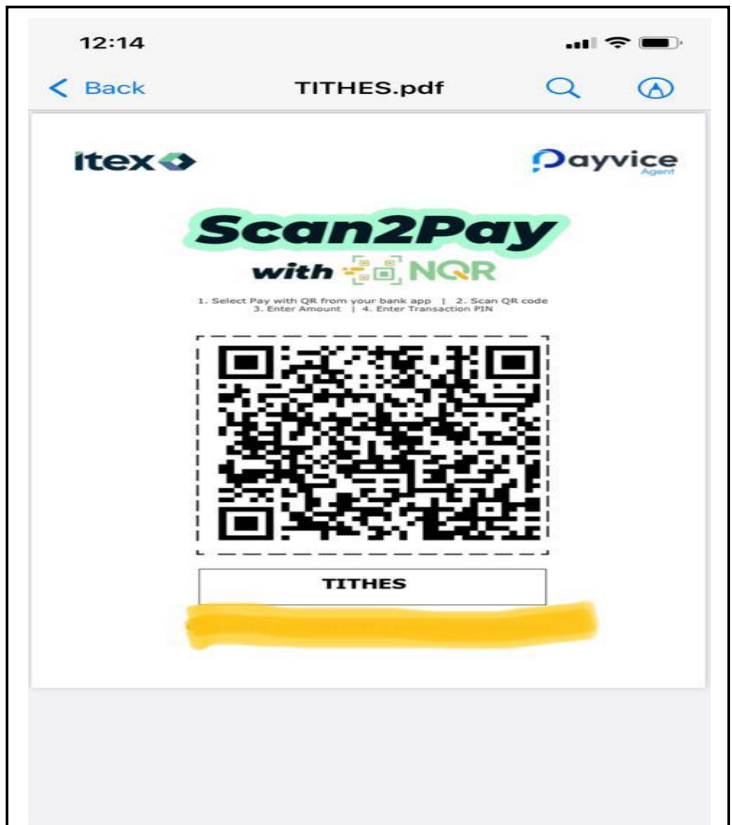 12:14
Back
TITHES.pdf
itex
Payvice
Agent
Scan2Pay
with NQR
1. Select Pay with QR from your bank app | 2. Scan QR code
3. Enter Amount | 4. Enter Transaction PIN
TITHES